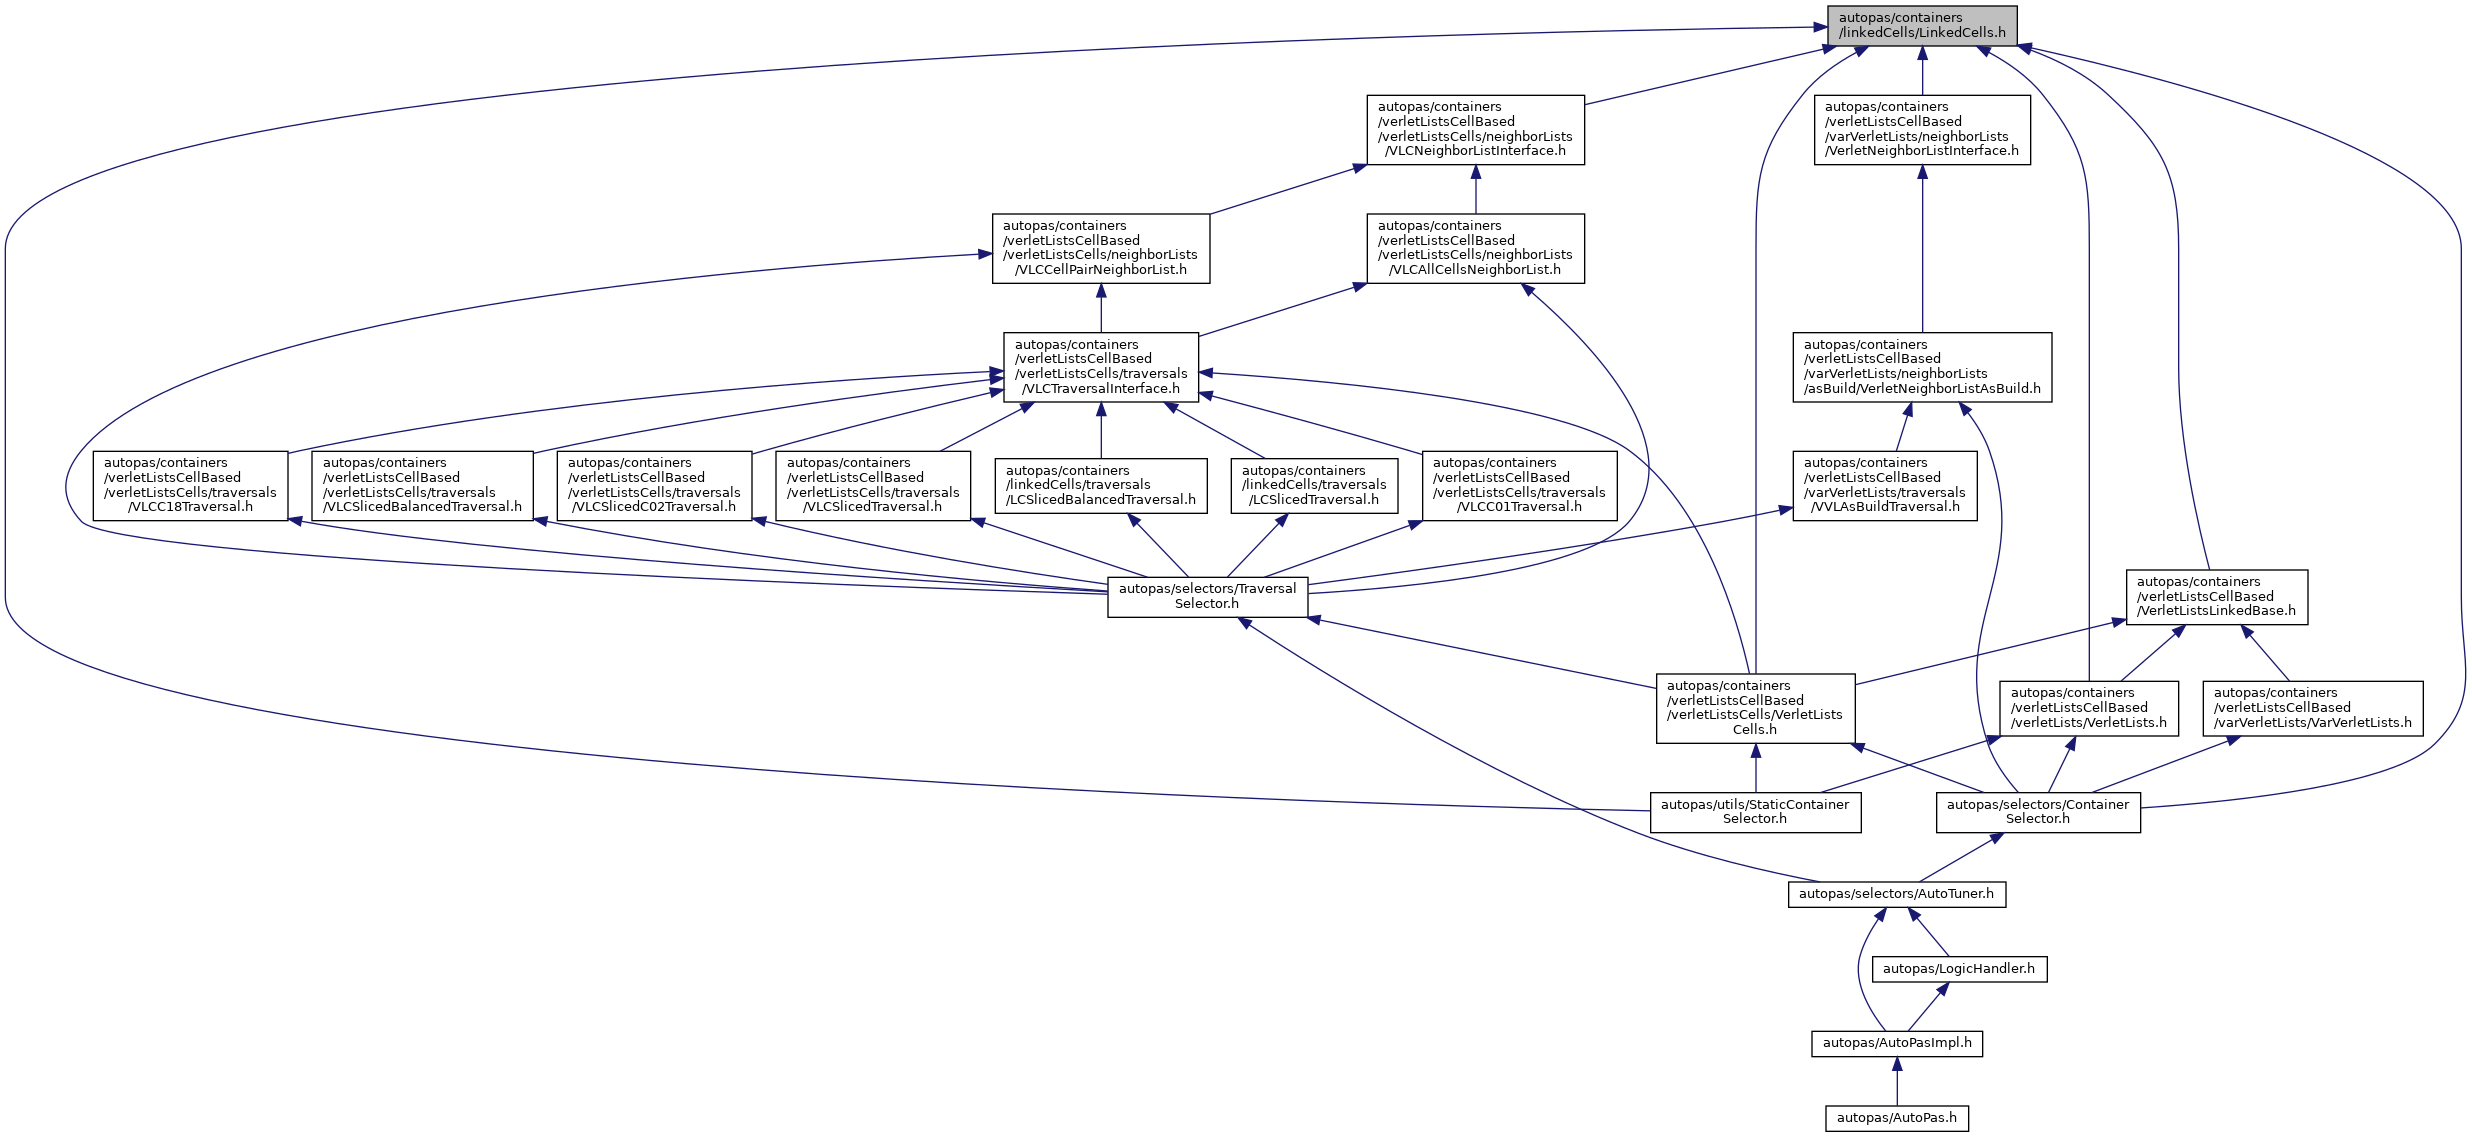 autopas/containers
/linkedCells/LinkedCells.h
autopas/containers
/verletListsCellBased
/verletListsCells/neighborLists
/VLCNeighborListInterface.h
autopas/containers
/verletListsCellBased
/varVerletLists/neighborLists
/VerletNeighborListInterface.h
autopas/containers
/verletListsCellBased
/verletListsCells/neighborLists
/VLCCellPairNeighborList.h
autopas/containers
/verletListsCellBased
/verletListsCells/neighborLists
/VLCAllCellsNeighborList.h
autopas/containers
/verletListsCellBased
/verletListsCells/traversals
/VLCTraversalInterface.h
autopas/containers
/verletListsCellBased
/varVerletLists/neighborLists
/asBuild/VerletNeighborListAsBuild.h
autopas/containers
/verletListsCellBased
/verletListsCells/traversals
/VLCC18Traversal.h
autopas/containers
/verletListsCellBased
/verletListsCells/traversals
/VLCSlicedBalancedTraversal.h
autopas/containers
/verletListsCellBased
/verletListsCells/traversals
/VLCSlicedC02Traversal.h
autopas/containers
/verletListsCellBased
/verletListsCells/traversals
/VLCSlicedTraversal.h
autopas/containers
/linkedCells/traversals
/LCSlicedBalancedTraversal.h
autopas/containers
/linkedCells/traversals
/LCSlicedTraversal.h
autopas/containers
/verletListsCellBased
/verletListsCells/traversals
/VLCC01Traversal.h
autopas/containers
/verletListsCellBased
/varVerletLists/traversals
/VVLAsBuildTraversal.h
autopas/selectors/Traversal
Selector.h
autopas/containers
/verletListsCellBased
/VerletListsLinkedBase.h
autopas/containers
/verletListsCellBased
/verletListsCells/VerletLists
Cells.h
autopas/containers
/verletListsCellBased
/verletLists/VerletLists.h
autopas/containers
/verletListsCellBased
/varVerletLists/VarVerletLists.h
autopas/utils/StaticContainer
Selector.h
autopas/selectors/Container
Selector.h
autopas/selectors/AutoTuner.h
autopas/LogicHandler.h
autopas/AutoPasImpl.h
autopas/AutoPas.h